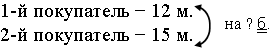 1-й покупатель – 12 м.
на ? б.
2-й покупатель – 15 м.